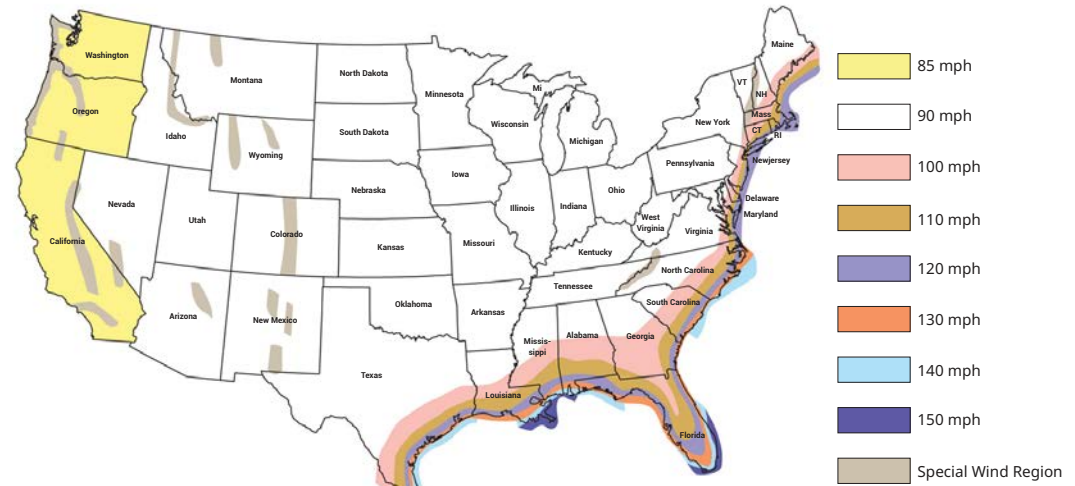 Washington
Oregon
California
Nevada
Idaho
Montana
Wyoming
Utah
Arizona
Colorado
New Mexico
North Dakota
South Dakota
Nebraska
Kansas
Oklahoma
Texas
Minnesota
Iowa
Missouri
Arkansas
Louisiana
Wisconsin
Mi
MI
Michigan
Illinois
Indiana
Ohio
Kentucky
Tennessee
Missis-
sippi
Alabama
Georgia
Florida
South Carolina
North Carolina
Virginia
West
Virginia
Pennsylvania
New York
VT
NH
Maine
Mass
CT
RI
Newjersey
Delaware
Maryland
85 mph
90 mph
100 mph
110 mph
120 mph
130 mph
140 mph
150 mph
Special Wind Region